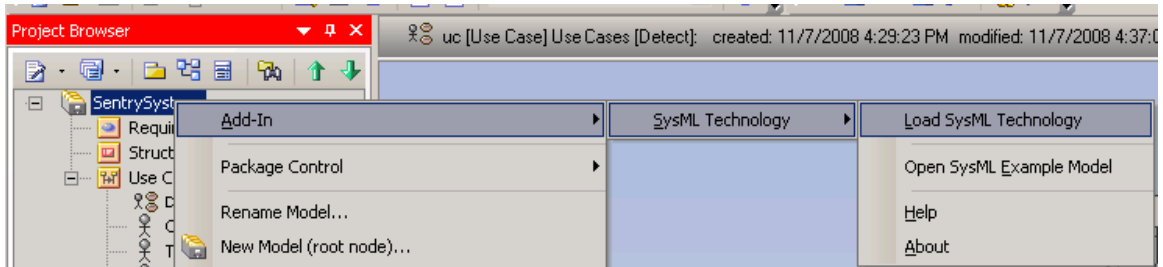 Project Browser
uc [Use Case] Use Cases [Detect]: created: 11/7/2008 4:29:23 PM modified: 11/7/2008 4:37:0
SentrySyst
Requi
Struct
Use C
D
C
T
Add-In
Package Control
Rename Model...
New Model (root node)...
SysML Technology
Load SysML Technology
Open SysML Example Model
Help
About